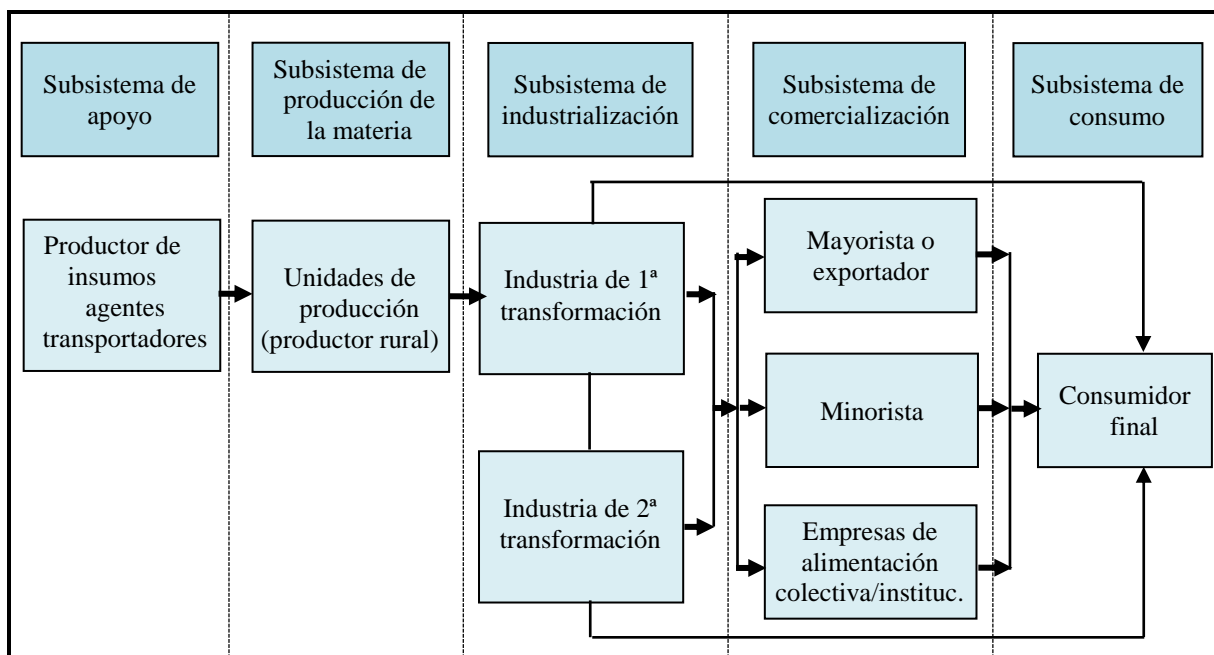 Subsistema de
apoyo
Subsistema de
producción de
la materia
Subsistema de
industrialización
Subsistema de
comercialización
Subsistema de
consumo
Productor de
insumos
agentes
transportadores
Unidades de
producción
(productor rural)
Industria de 1ª
transformación
Industria de 2ª
transformación
Mayorista o
exportador
Minorista
Empresas de
alimentación
colectiva/instituc.
Consumidor
final